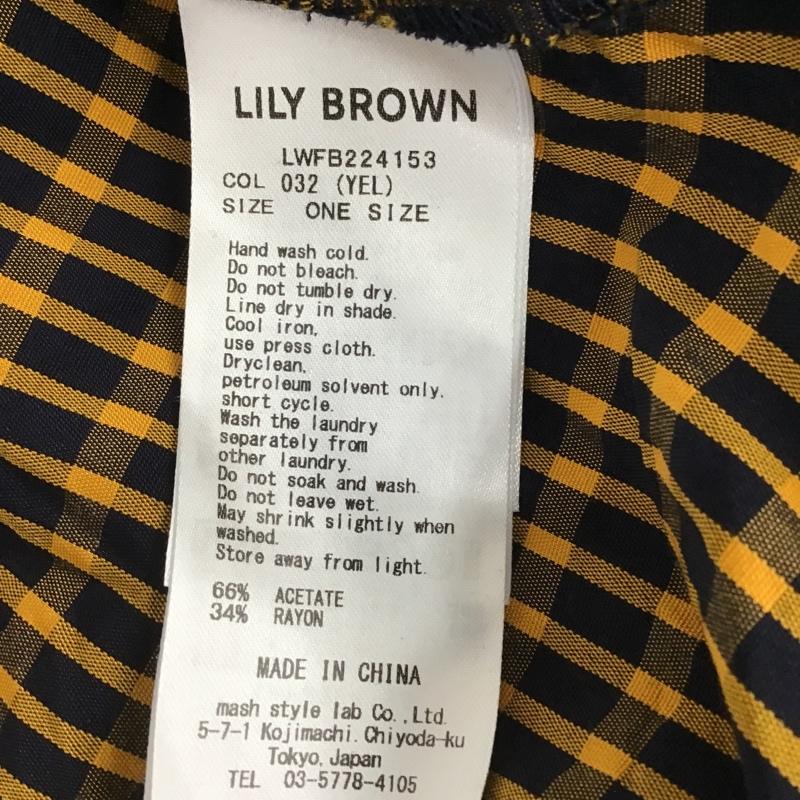 LILY BROWN
LWFB224153
COL 032 (YEL)
SIZE ONE SIZE
Hand wash cold.
Do not bleach.
Do not tumble dry.
Line dry in shade.
Cool iron,
use press cloth.
Dryclean,
petroleum solvent only.
short cycle.
Wash the laundry
separately from
other laundry.
Do not soak and wash.
Do not leave wet.
May shrink slightly when
washed.
Store away from light.
66% ACETATE
34% RAYON
MADE IN CHINA
mash style lab Co.,Ltd.
5-7-1 Kojimachi. Chiyoda-ku
Tokyo, Japan
TEL 03-5778-4105